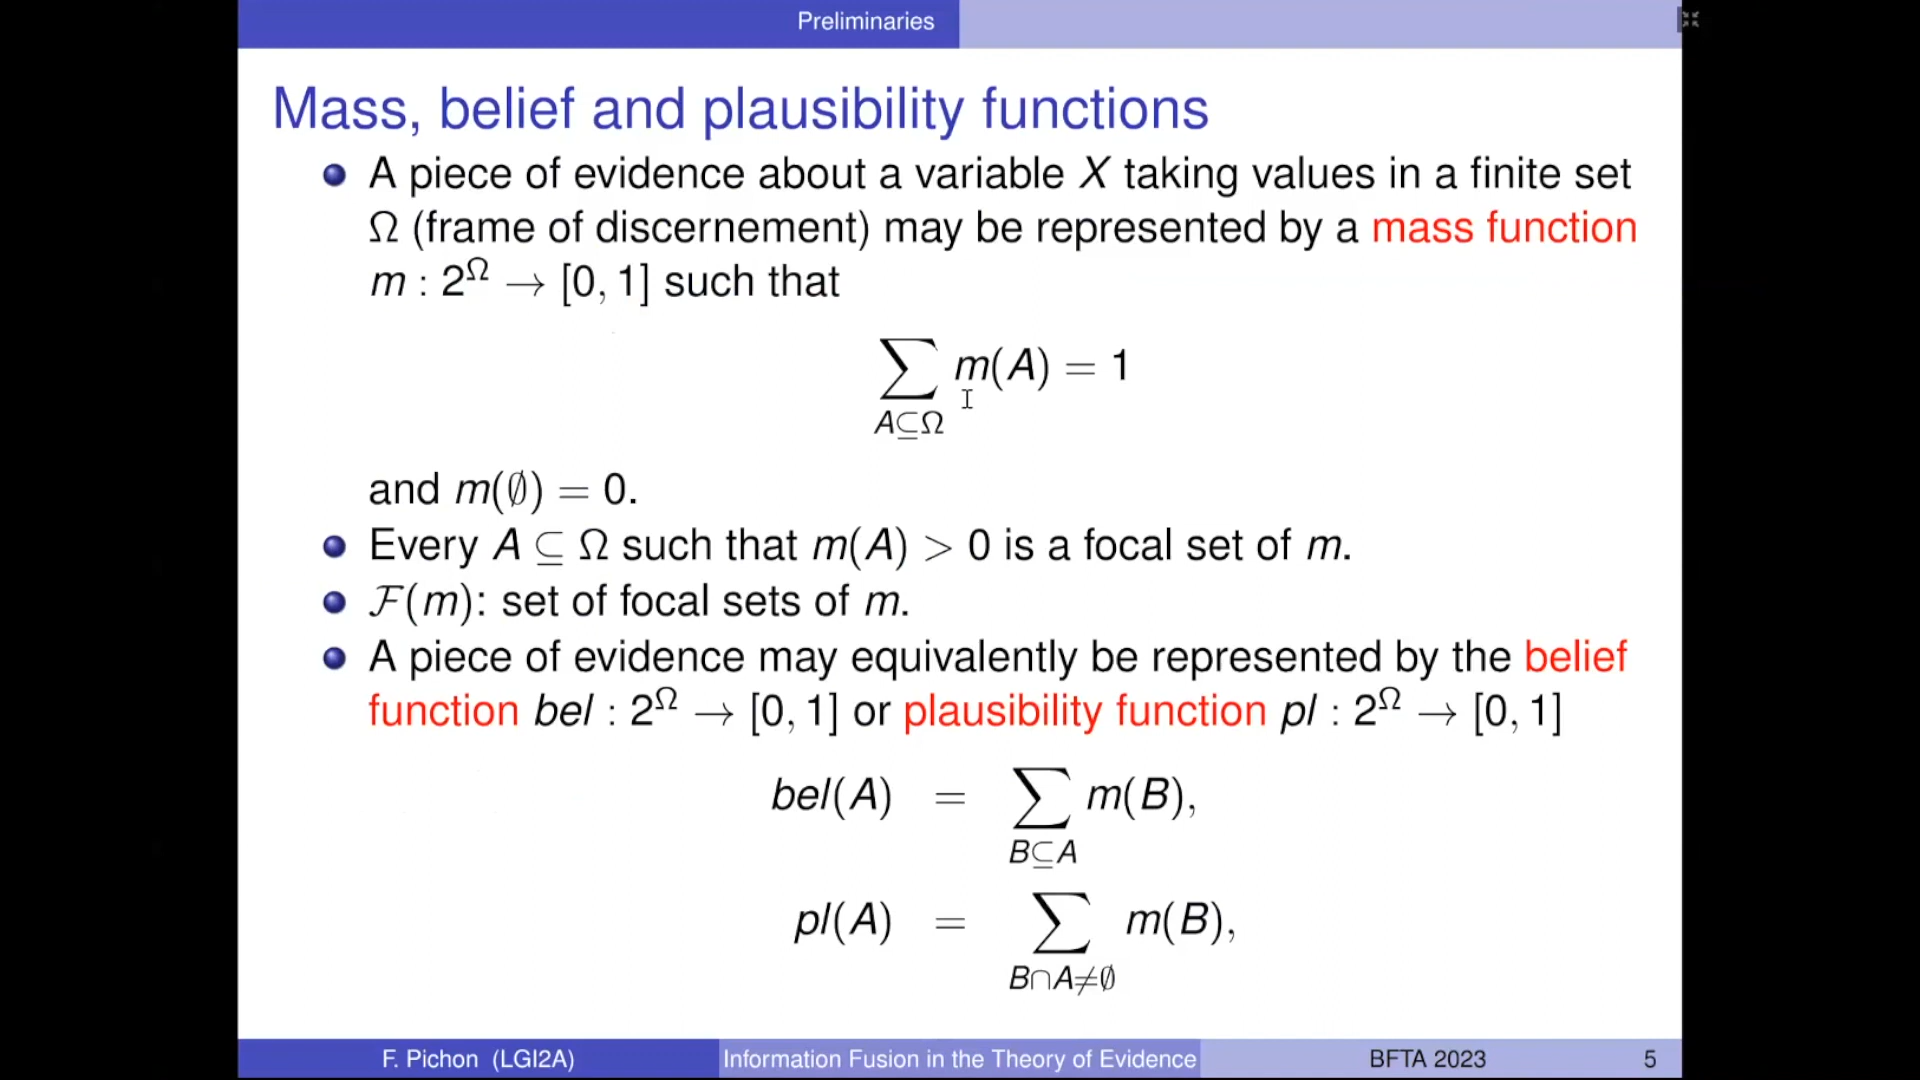 Preliminaries
Mass, belief and plausibility functions
A piece of evidence about a variable X taking values in a finite set
Ω (frame of discernement) may be represented by a mass function
m : 2^Ω → [0, 1] such that
∑ m(A) = 1
A⊆Ω
and m(∅) = 0.
Every A ⊆ Ω such that m(A) > 0 is a focal set of m.
ℱ(m): set of focal sets of m.
A piece of evidence may equivalently be represented by the belief
function bel : 2^Ω → [0, 1] or plausibility function pl : 2^Ω → [0, 1]
bel(A) = ∑ m(B),
B⊆A
pl(A) = ∑ m(B),
B∩A≠∅
F. Pichon (LGI2A) Information Fusion in the Theory of Evidence BFTA 2023 5